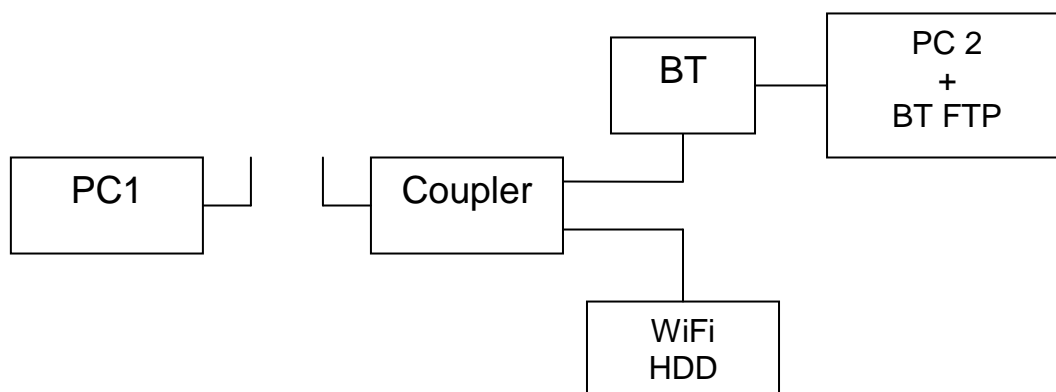 BT
PC 2
+
BT FTP
PC1
Coupler
WiFi
HDD